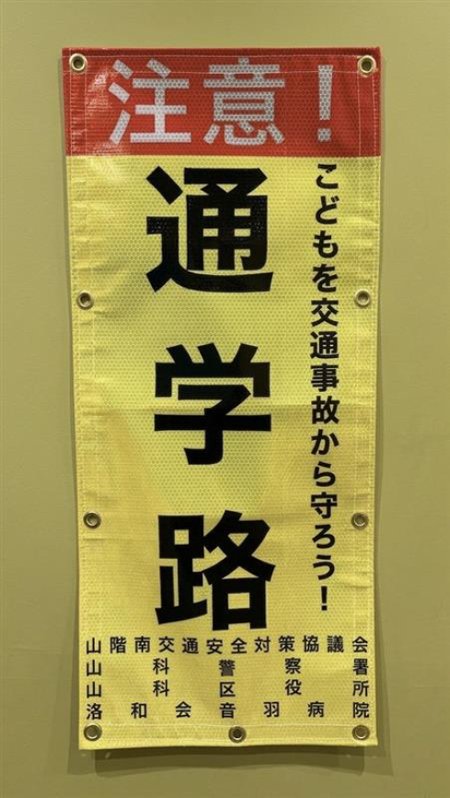 注意！
こどもを交通事故から守ろう！
通学路
山階南交通安全対策協議会
山科警察署
山科区役所
洛和会音羽病院